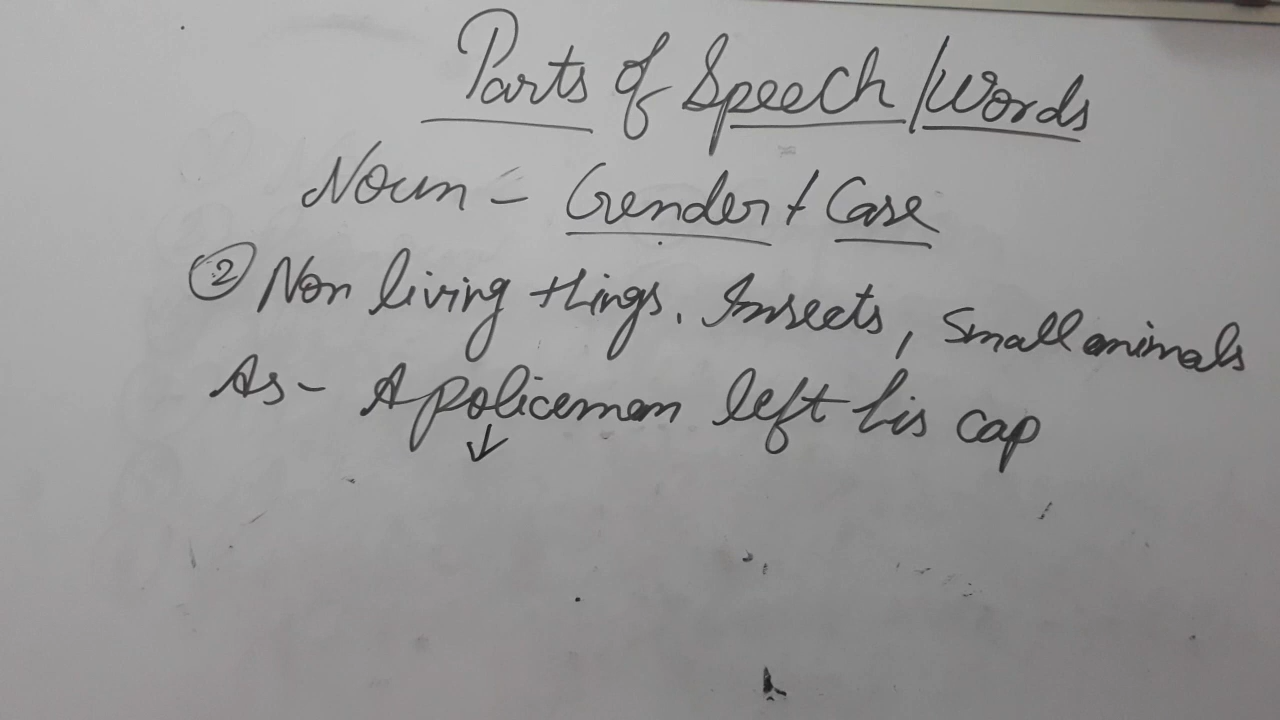 Parts of Speech/Words
Noun - Gender + Case
② Non living things, Insects, Small animals
As - A policeman left his cap
↓